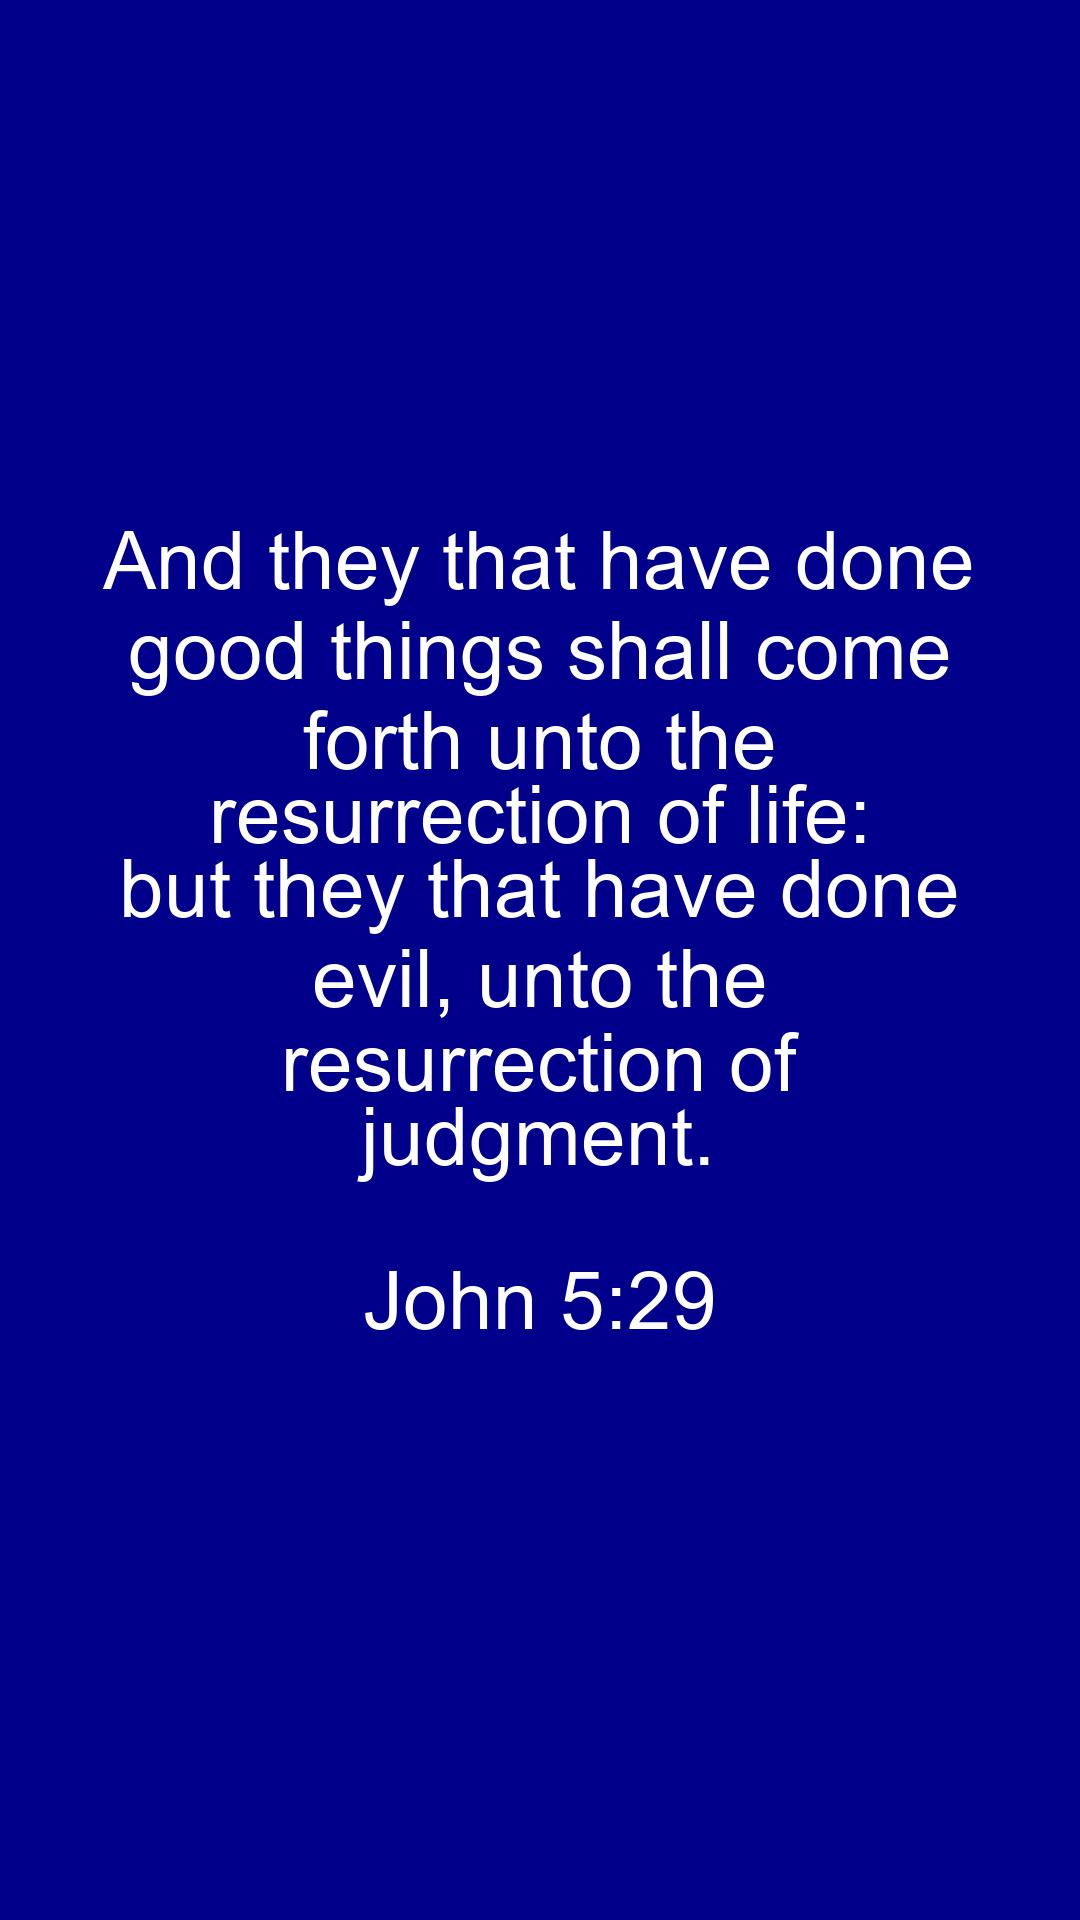 And they that have done
good things shall come
forth unto the
resurrection of life:
but they that have done
evil, unto the
resurrection of
judgment.
John 5:29